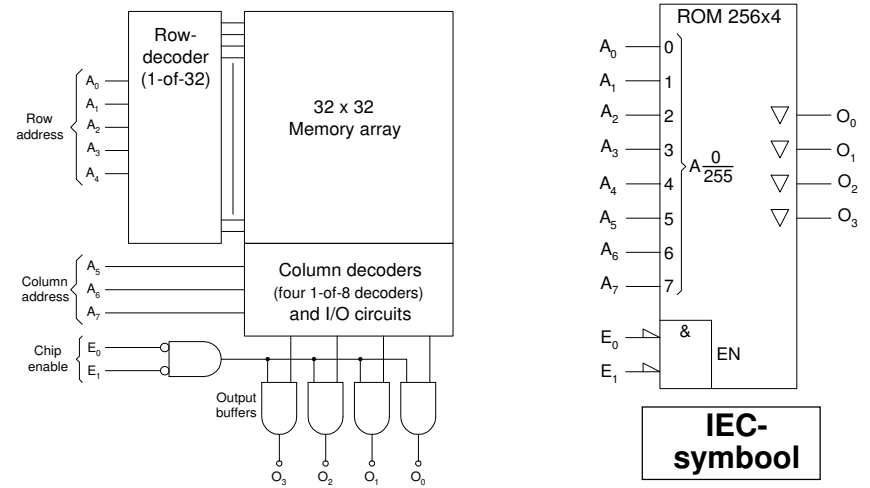 Row-
decoder
(1-of-32)
Row
address
A₀
A₁
A₂
A₃
A₄
32 x 32
Memory array
Column
address
A₅
A₆
A₇
Column decoders
(four 1-of-8 decoders)
and I/O circuits
Chip
enable
E₀
E₁
Output
buffers
O₃
O₂
O₁
O₀
ROM 256x4
A₀
0
A₁
1
A₂
2
A₃
3
A₄
4
A₅
5
A₆
6
A₇
7
A 0
255
O₀
O₁
O₂
O₃
E₀
E₁
&
EN
IEC-
symbool